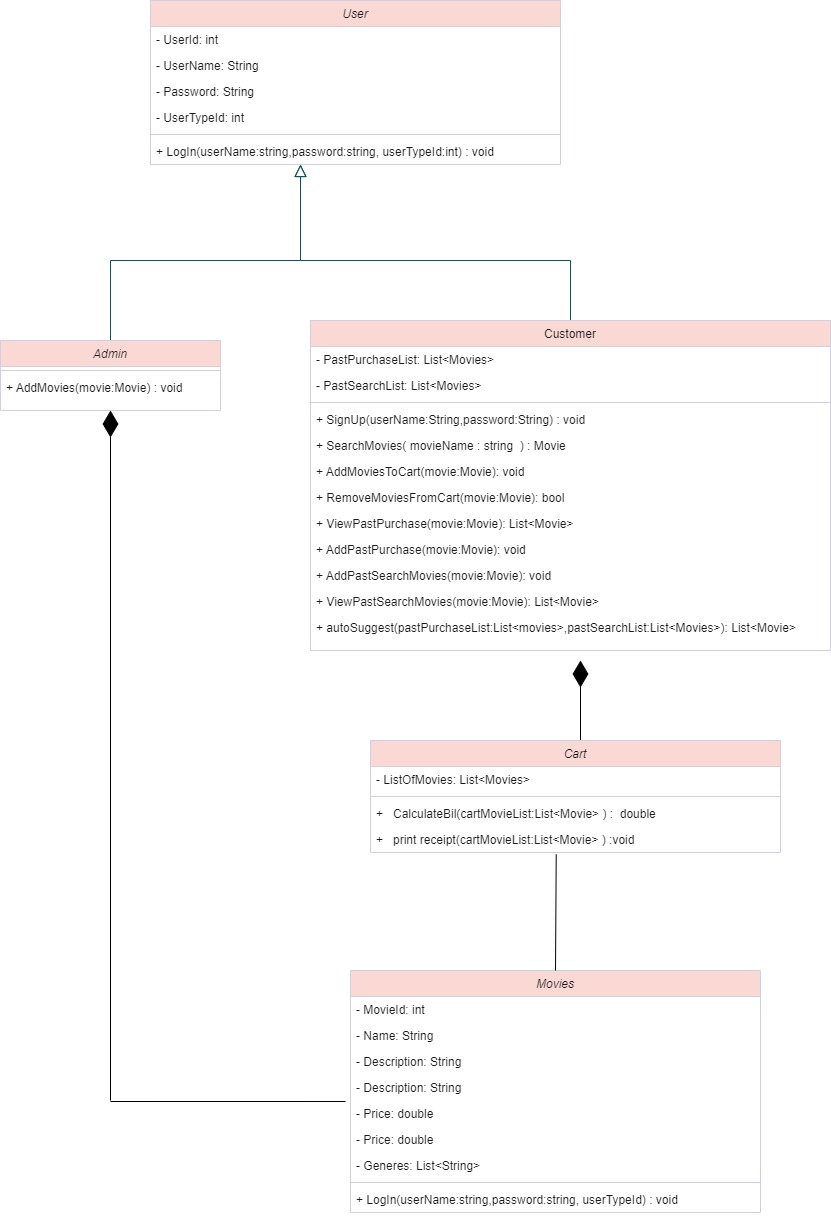 User
- UserId: int
- UserName: String
- Password: String
- UserTypeId: int
+ LogIn(userName:string,password:string, userTypeId:int) : void
Admin
+ AddMovies(movie:Movie) : void
Customer
- PastPurchaseList: List<Movies>
- PastSearchList: List<Movies>
+ SignUp(userName:String,password:String) : void
+ SearchMovies( movieName : string  ) : Movie
+ AddMoviesToCart(movie:Movie): void
+ RemoveMoviesFromCart(movie:Movie): bool
+ ViewPastPurchase(movie:Movie): List<Movie>
+ AddPastPurchase(movie:Movie): void
+ AddPastSearchMovies(movie:Movie): void
+ ViewPastSearchMovies(movie:Movie): List<Movie>
+ autoSuggest(pastPurchaseList:List<movies>,pastSearchList:List<Movies>): List<Movie>
Cart
- ListOfMovies: List<Movies>
+   CalculateBil(cartMovieList:List<Movie> ) :  double
+   print receipt(cartMovieList:List<Movie> ) :void
Movies
- MovieId: int
- Name: String
- Description: String
- Description: String
- Price: double
- Price: double
- Generes: List<String>
+ LogIn(userName:string,password:string, userTypeId) : void